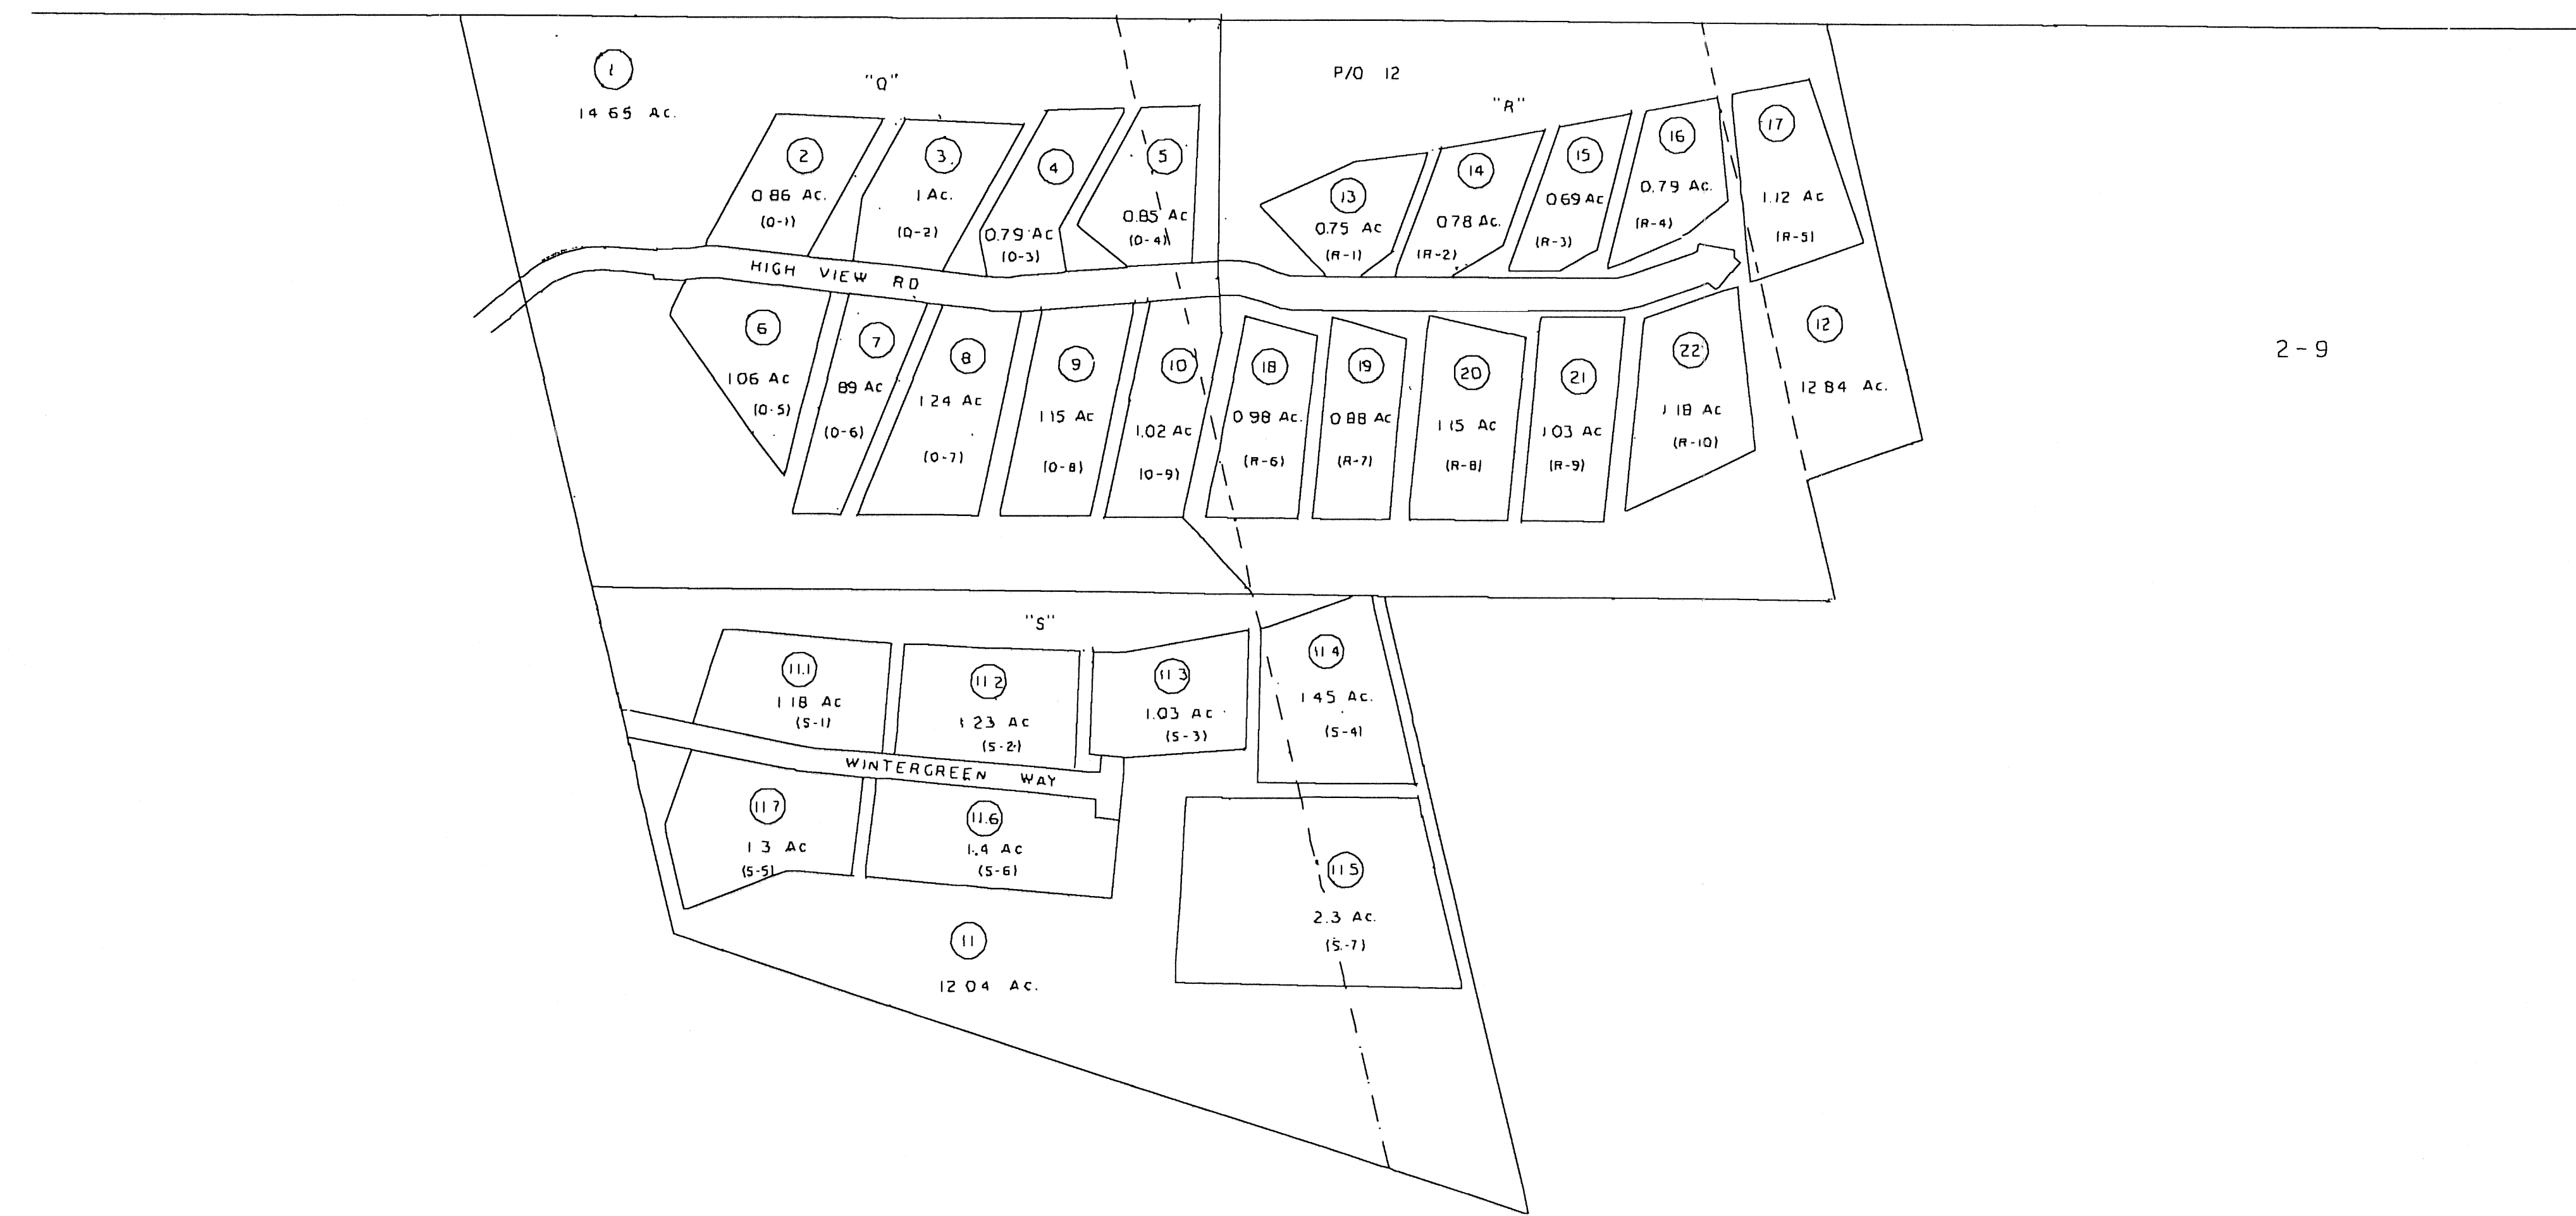 1
14 65 Ac.
"Q"
P/O 12
"R"
2
0 86 Ac.
(Q-1)
3
1 Ac.
(Q-2)
4
0.79 Ac
(Q-3)
5
0.85 Ac
(Q-4)
13
0.75 Ac
(R-1)
14
0.78 Ac.
(R-2)
15
0 69 Ac
(R-3)
16
0.79 Ac.
(R-4)
17
1.12 Ac
(R-5)
HIGH VIEW RD
6
1 06 Ac
(Q-5)
7
89 Ac
(Q-6)
8
1 24 Ac
(Q-7)
9
1 15 Ac
(Q-8)
10
1.02 Ac
(Q-9)
18
0 98 Ac.
(R-6)
19
0 88 Ac
(R-7)
20
1 15 Ac
(R-8)
21
1 03 Ac
(R-9)
22
1 18 Ac
(R-10)
12
12 84 Ac.
2-9
"S"
11.1
1 18 Ac
(S-1)
11 2
1 23 Ac
(S-2)
11 3
1.03 Ac
(S-3)
11 4
1 45 Ac.
(S-4)
WINTERGREEN WAY
11 7
1 3 Ac
(S-5)
11.6
1.4 Ac
(S-6)
11 5
2.3 Ac.
(S-7)
11
12 04 Ac.